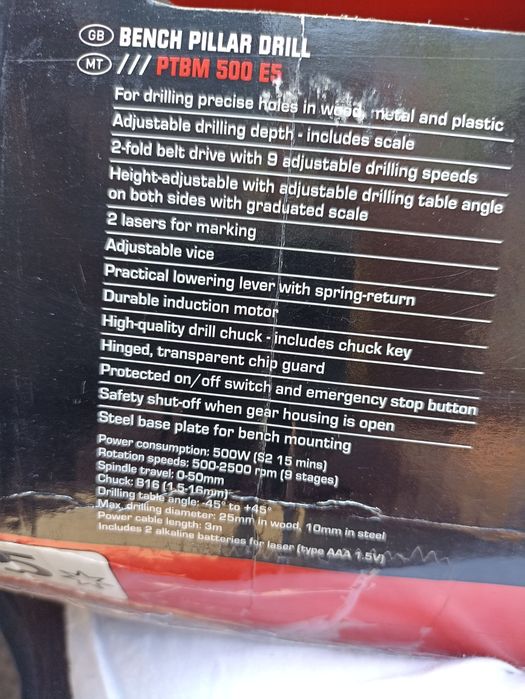 GB BENCH PILLAR DRILL
MT /// PTBM 500 E5
For drilling precise holes in wood, metal and plastic
Adjustable drilling depth - includes scale
2-fold belt drive with 9 adjustable drilling speeds
Height-adjustable with adjustable drilling table angle
on both sides with graduated scale
2 lasers for marking
Adjustable vice
Practical lowering lever with spring-return
Durable induction motor
High-quality drill chuck - includes chuck key
Hinged, transparent chip guard
Protected on/off switch and emergency stop button
Safety shut-off when gear housing is open
Steel base plate for bench mounting
Power consumption: 500W (S2 15 mins)
Rotation speeds: 500-2500 rpm (9 stages)
Spindle travel: 0-50mm
Chuck: B16 (1.5-16mm)
Drilling table angle: -45° to +45°
Max. drilling diameter: 25mm in wood, 10mm in steel
Power cable length: 3m
Includes 2 alkaline batteries for laser (type AAA 1.5V)
5